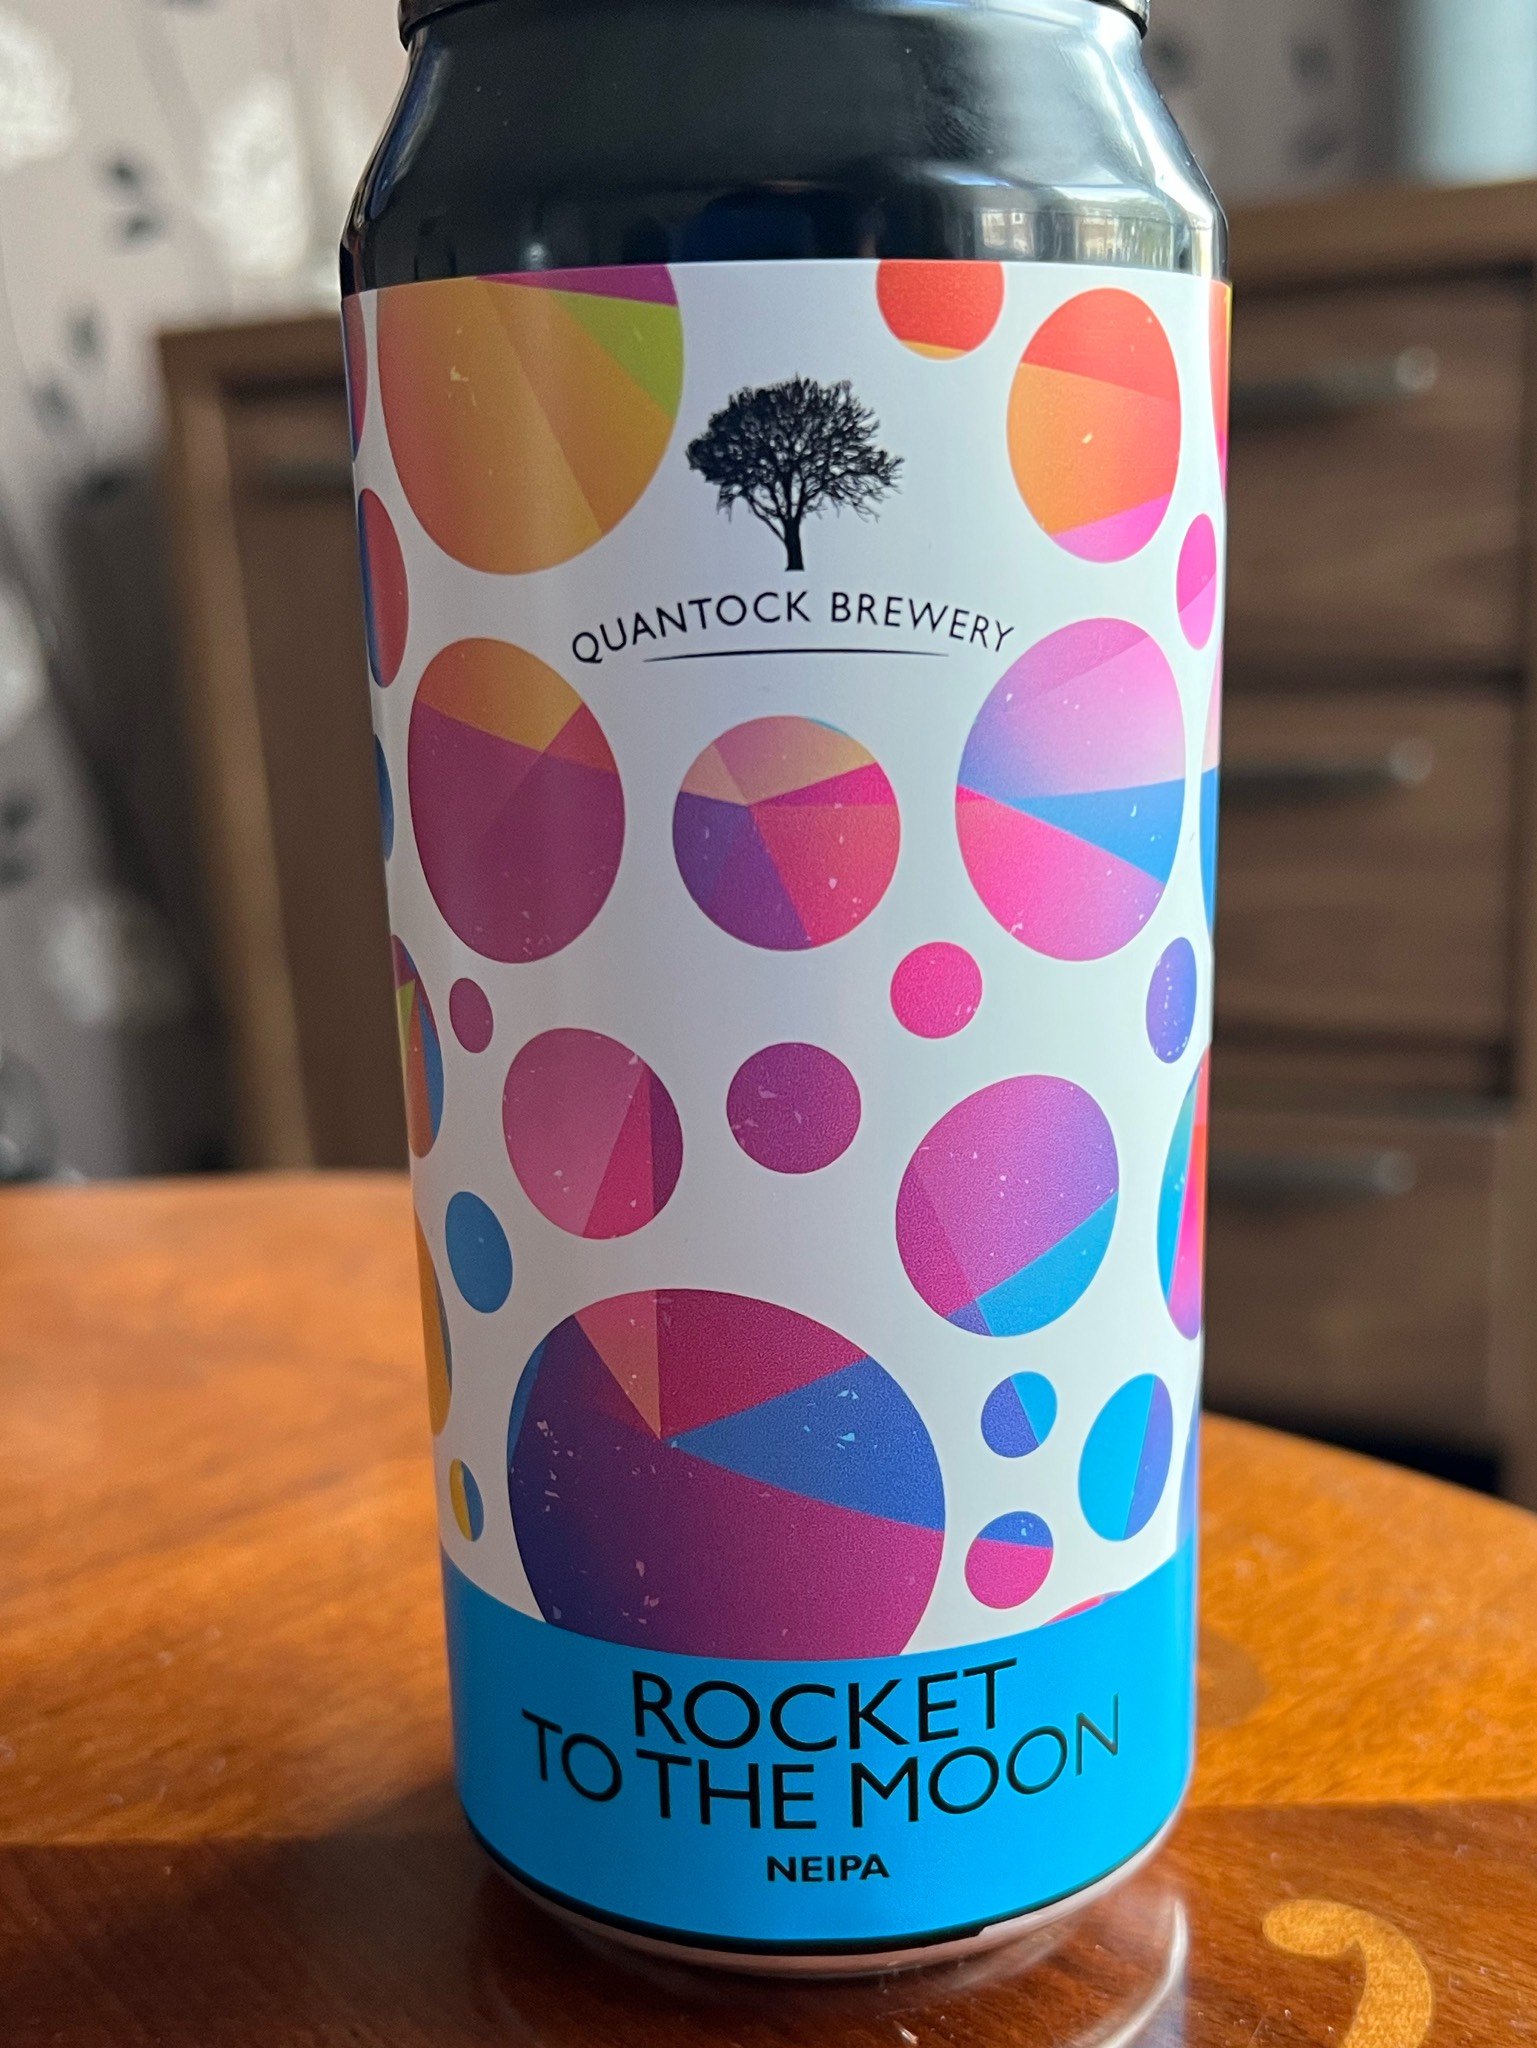 QUANTOCK BREWERY
ROCKET
TO THE MOON
NEIPA